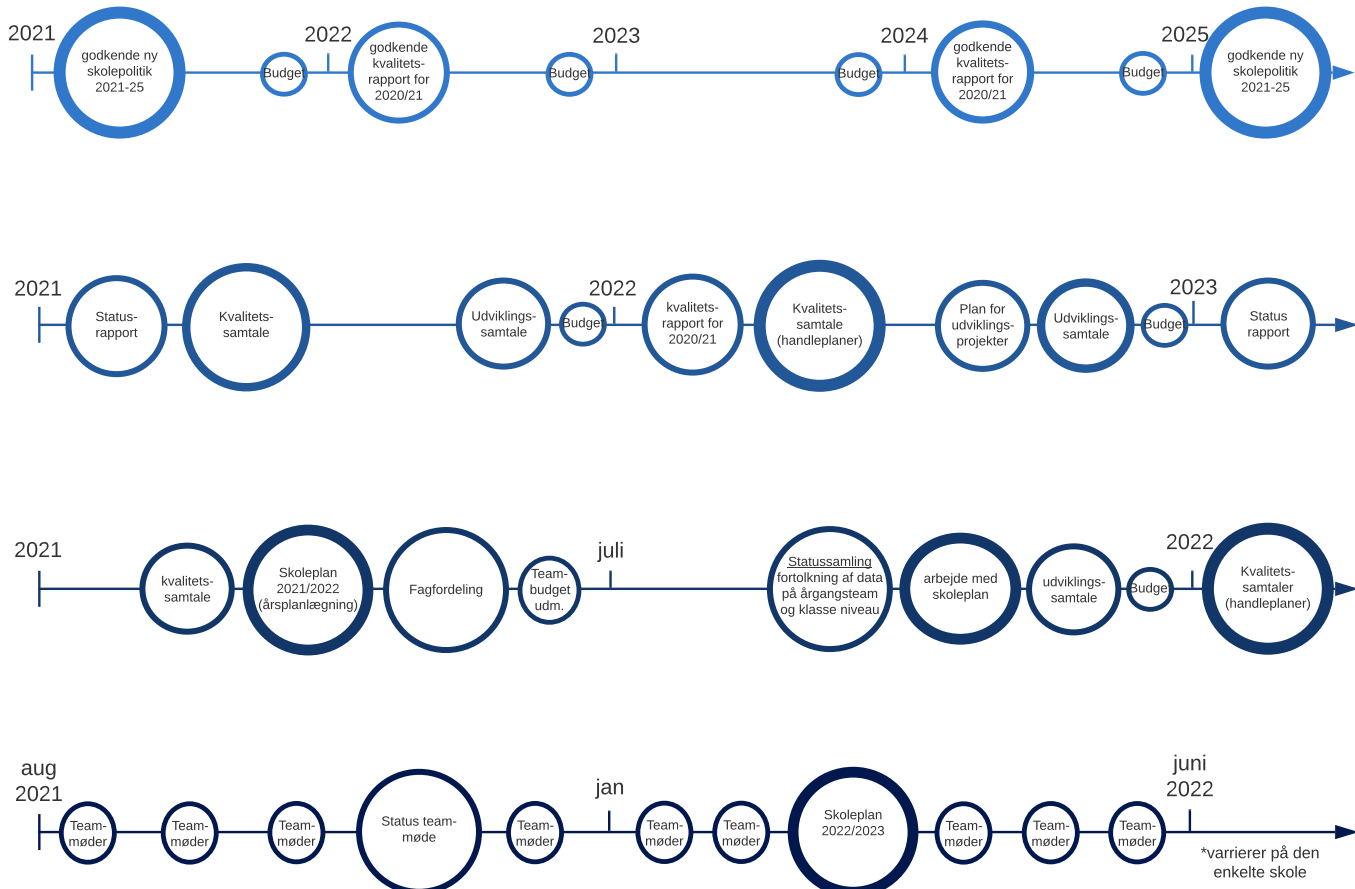 2021
godkende ny
skolepolitik
2021-25
Budget
2022
godkende
kvalitets-
rapport for
2020/21
Budget
2023
Budget
2024
godkende
kvalitets-
rapport for
2020/21
Budget
2025
godkende ny
skolepolitik
2021-25
2021
Status-
rapport
Kvalitets-
samtale
Udviklings-
samtale
Budget
2022
kvalitets-
rapport for
2020/21
Kvalitets-
samtale
(handleplaner)
Plan for
udviklings-
projekter
Udviklings-
samtale
Budget
2023
Status
rapport
2021
kvalitets-
samtale
Skoleplan
2021/2022
(årsplanlægning)
Fagfordeling
Team-
budget
udm.
juli
Statussamling
fortolkning af data
på årgangsteam
og klasse niveau
arbejde med
skoleplan
udviklings-
samtale
Budget
2022
Kvalitets-
samtaler
(handleplaner)
aug
2021
Team-
møder
Team-
møder
Team-
møder
Status team-
møde
Team-
møder
jan
Team-
møder
Team-
møder
Skoleplan
2022/2023
Team-
møder
Team-
møder
Team-
møder
juni
2022
*varrierer på den
enkelte skole